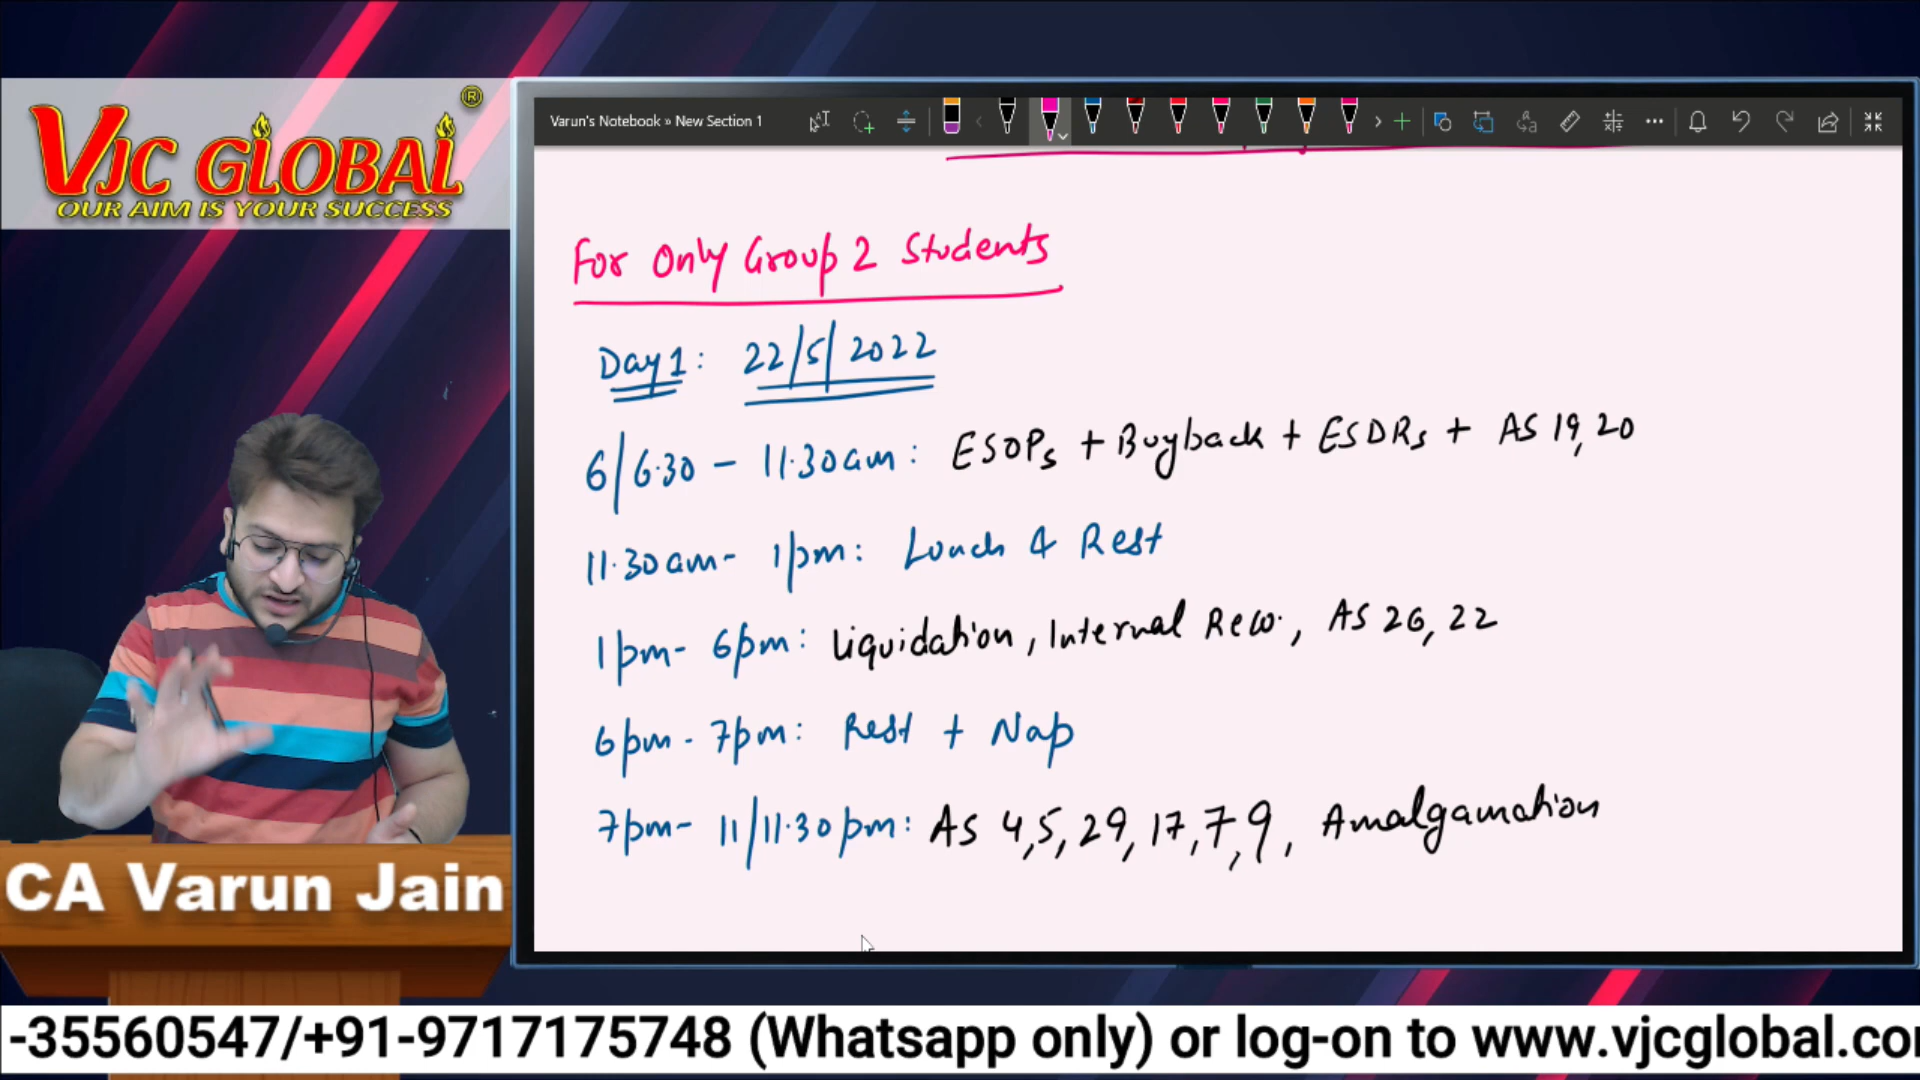 VJC GLOBAL ®
OUR AIM IS YOUR SUCCESS
Varun's Notebook » New Section 1
For Only Group 2 Students
Day 1: 22/5/2022
6/6.30 - 11.30am: ESOPs + Buyback + ESDRs + AS 19,20
11.30am- 1pm: Lunch & Rest
1pm- 6pm: Liquidation, Internal Reco., AS 26, 22
6pm- 7pm: Rest + Nap
7pm- 11/11.30pm: AS 4,5, 29, 17, 7, 9, Amalgamation
CA Varun Jain
-35560547/+91-9717175748 (Whatsapp only) or log-on to www.vjcglobal.co